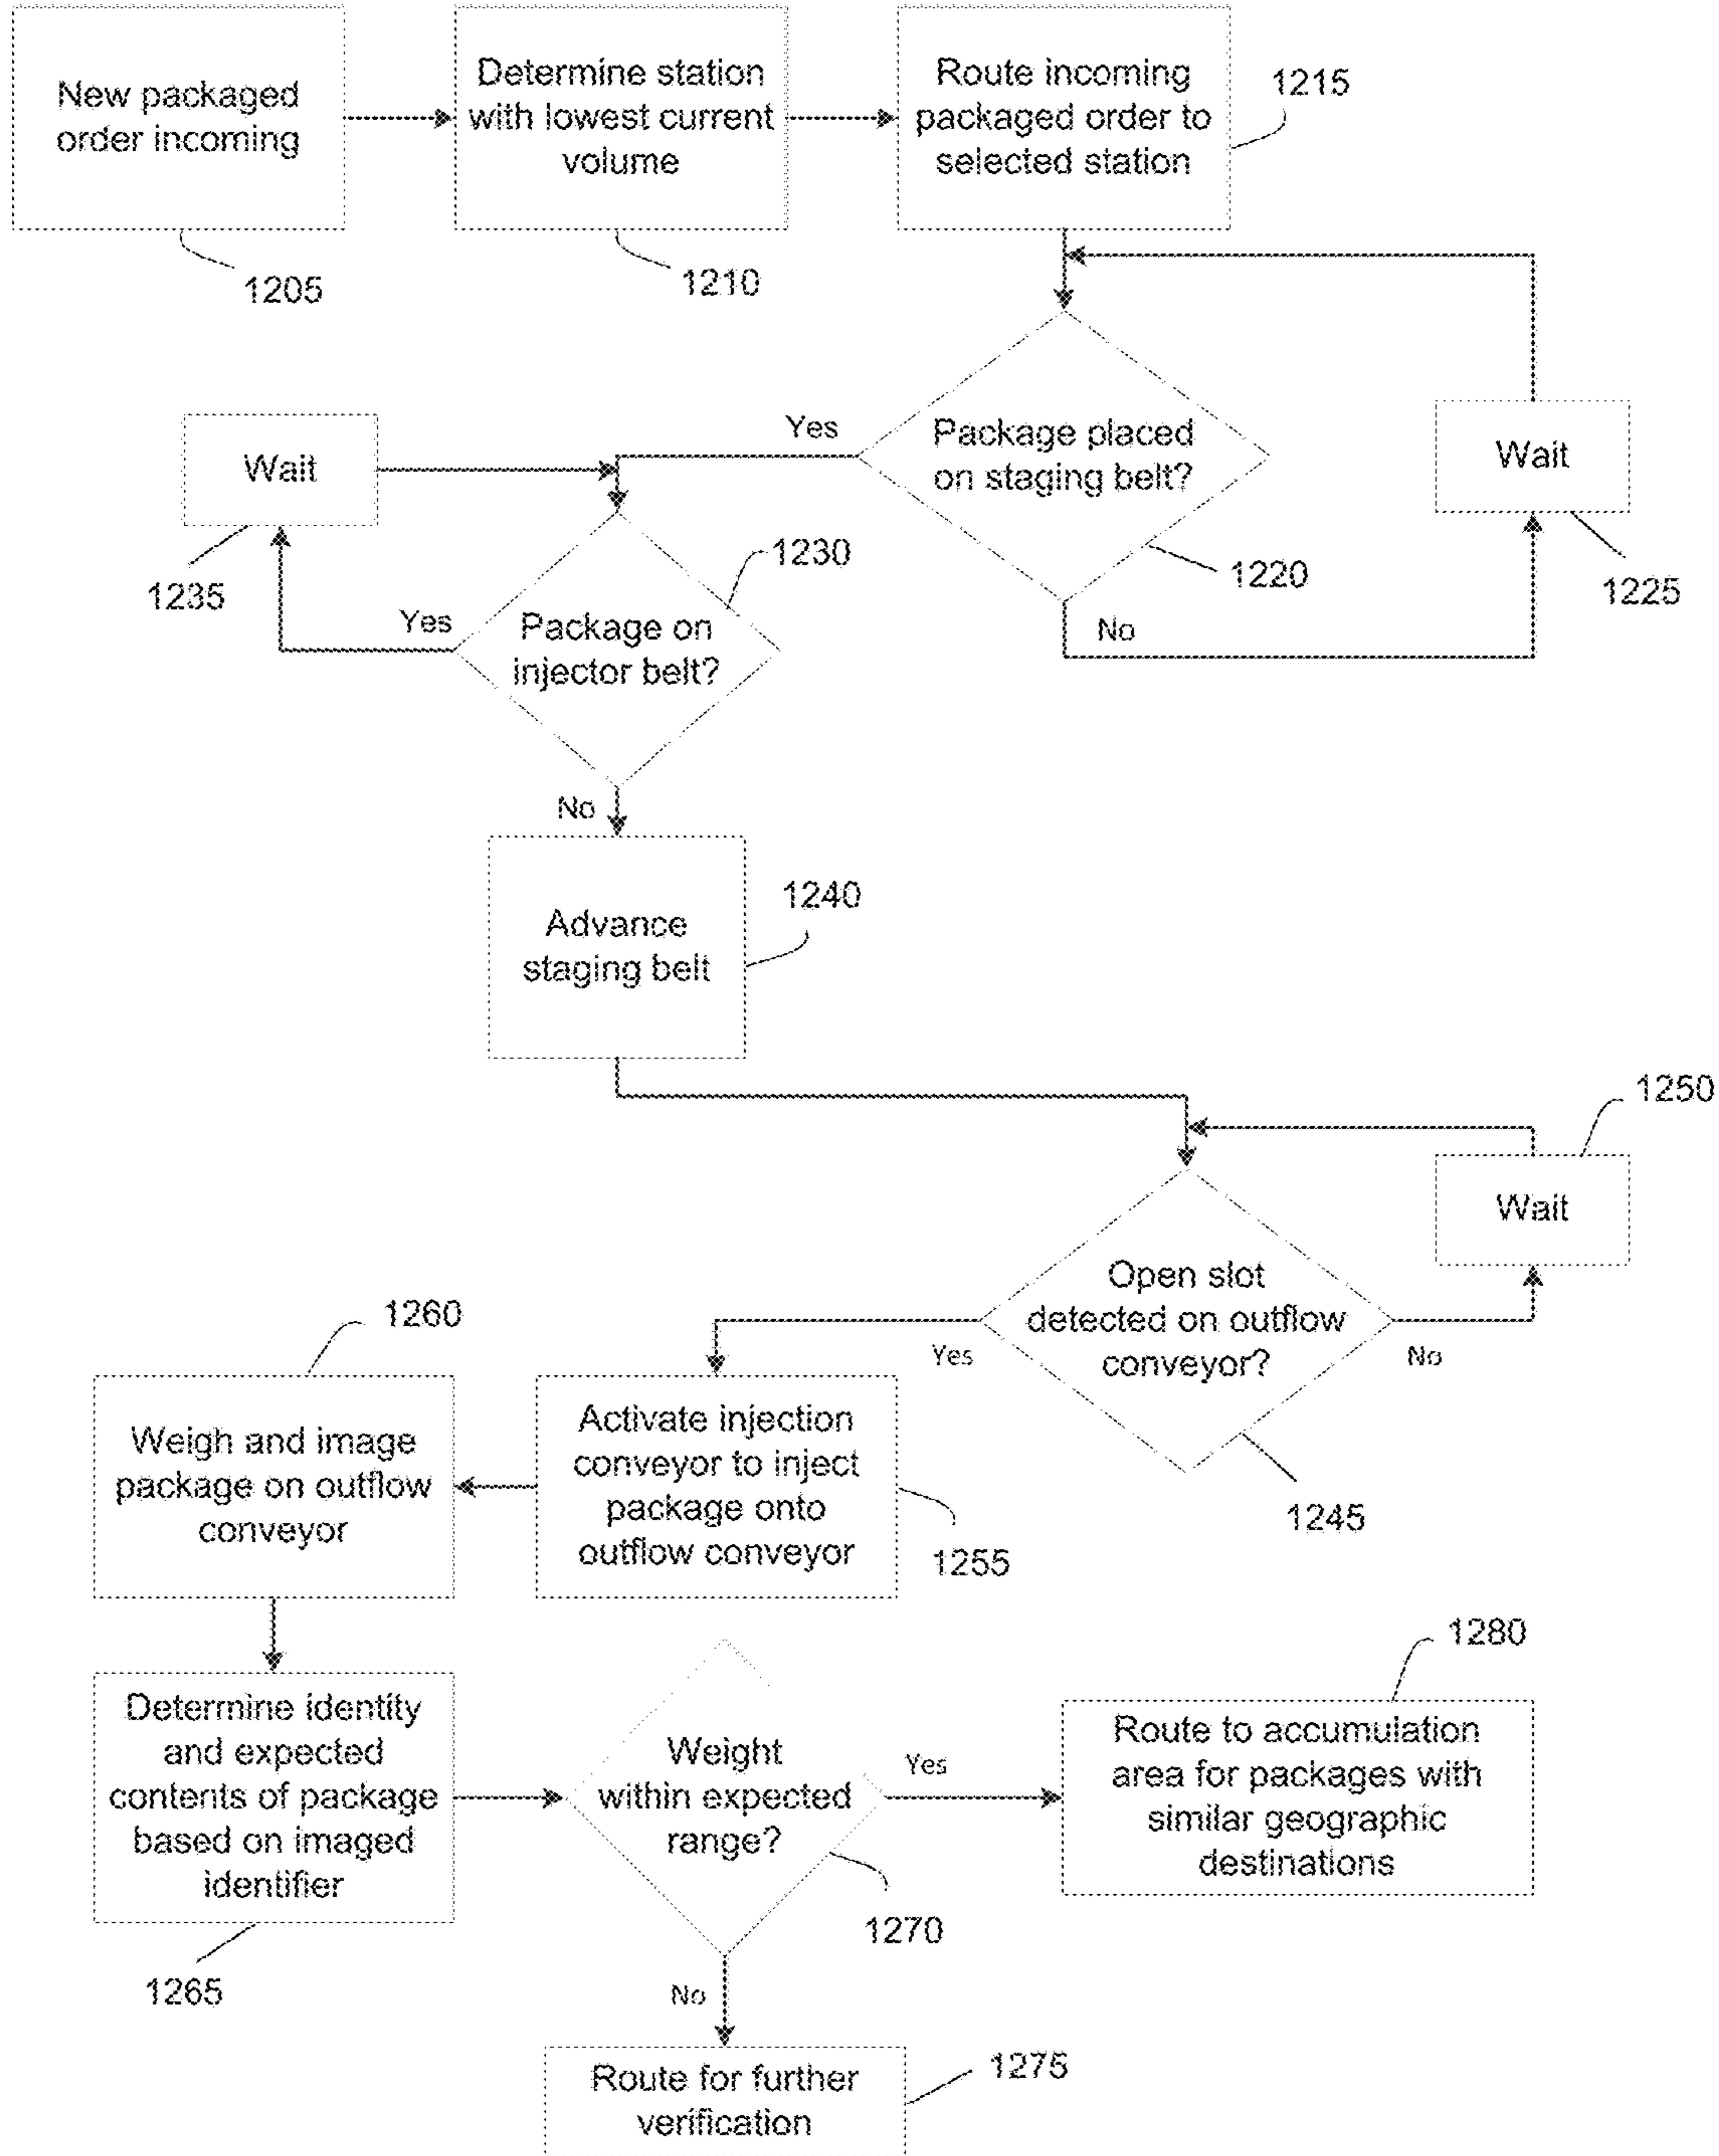 New packaged
order incoming
1205
Determine station
with lowest current
volume
1210
Route incoming
packaged order to
selected station
1215
Package placed
on staging belt?
1220
Yes
No
Wait
1225
Wait
1235
Yes
Package on
injector belt?
1230
No
Advance
staging belt
1240
Open slot
detected on outflow
conveyor?
1245
Yes
No
Wait
1250
Activate injection
conveyor to inject
package onto
outflow conveyor
1255
Weigh and image
package on outflow
conveyor
1260
Determine identity
and expected
contents of package
based on imaged
identifier
1265
Weight
within expected
range?
1270
Yes
No
Route to accumulation
area for packages with
similar geographic
destinations
1280
Route for further
verification
1275